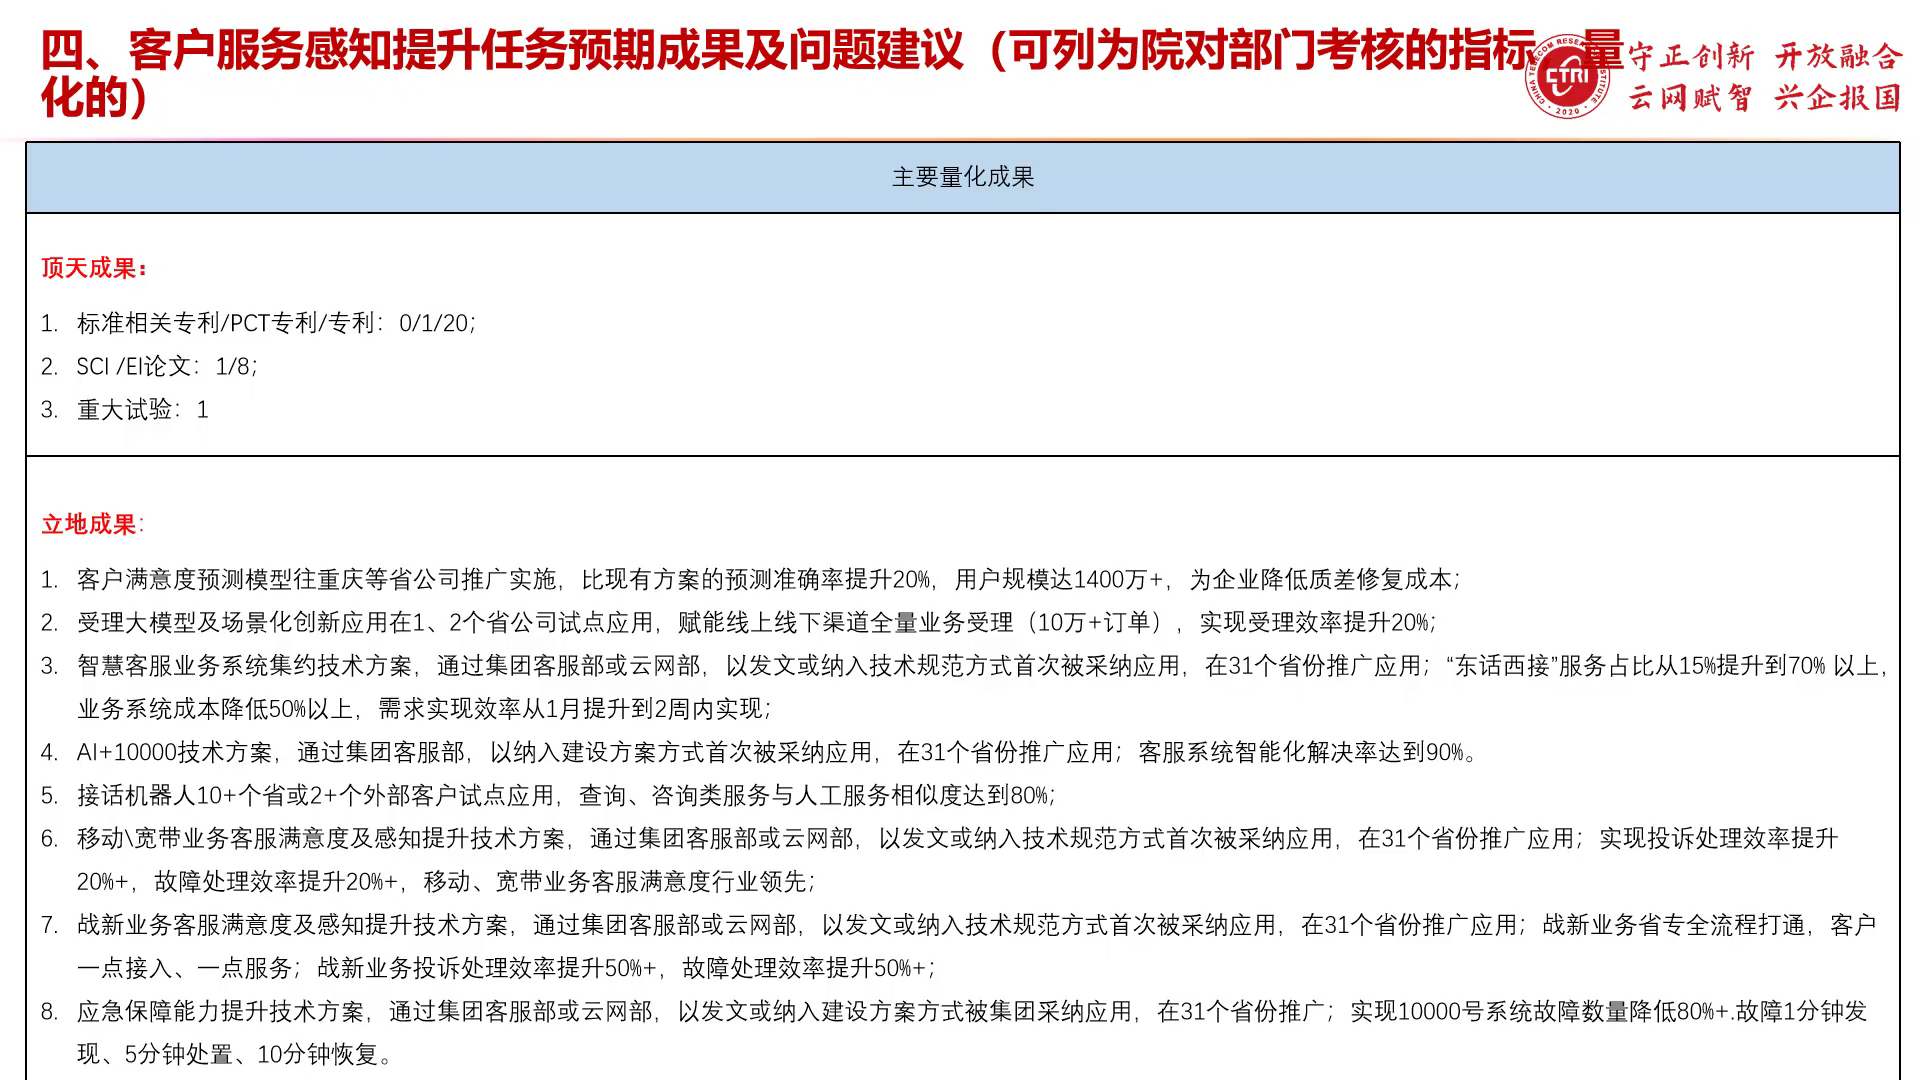 四、客户服务感知提升任务预期成果及问题建议（可列为院对部门考核的指标，量
化的）
守正创新 开放融合
云网赋智 兴企报国
CHINA TELECOM RESEARCH INSTITUTE
CTRI
2020
主要量化成果
顶天成果：
1. 标准相关专利/PCT专利/专利：0/1/20；
2. SCI /EI论文：1/8；
3. 重大试验：1
立地成果：
1. 客户满意度预测模型往重庆等省公司推广实施，比现有方案的预测准确率提升20%，用户规模达1400万+，为企业降低质差修复成本；
2. 受理大模型及场景化创新应用在1、2个省公司试点应用，赋能线上线下渠道全量业务受理（10万+订单），实现受理效率提升20%；
3. 智慧客服业务系统集约技术方案，通过集团客服部或云网部，以发文或纳入技术规范方式首次被采纳应用，在31个省份推广应用；“东话西接”服务占比从15%提升到70% 以上，
业务系统成本降低50%以上，需求实现效率从1月提升到2周内实现；
4. AI+10000技术方案，通过集团客服部，以纳入建设方案方式首次被采纳应用，在31个省份推广应用；客服系统智能化解决率达到90%。
5. 接话机器人10+个省或2+个外部客户试点应用，查询、咨询类服务与人工服务相似度达到80%；
6. 移动\宽带业务客服满意度及感知提升技术方案，通过集团客服部或云网部，以发文或纳入技术规范方式首次被采纳应用，在31个省份推广应用；实现投诉处理效率提升
20%+，故障处理效率提升20%+，移动、宽带业务客服满意度行业领先；
7. 战新业务客服满意度及感知提升技术方案，通过集团客服部或云网部，以发文或纳入技术规范方式首次被采纳应用，在31个省份推广应用；战新业务省专全流程打通，客户
一点接入、一点服务；战新业务投诉处理效率提升50%+，故障处理效率提升50%+；
8. 应急保障能力提升技术方案，通过集团客服部或云网部，以发文或纳入建设方案方式被集团采纳应用，在31个省份推广；实现10000号系统故障数量降低80%+.故障1分钟发
现、5分钟处置、10分钟恢复。